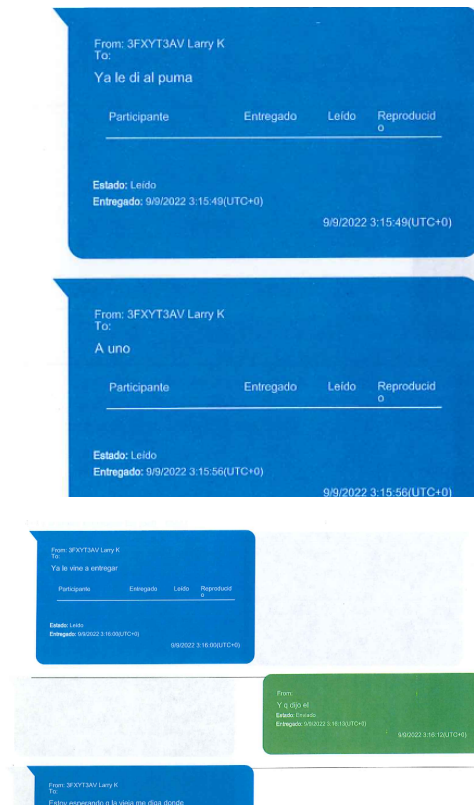 From: 3FXYT3AV Larry K
To:
Ya le di al puma
Participante Entregado Leído Reproducid
o
Estado: Leído
Entregado: 9/9/2022 3:15:49(UTC+0)
9/9/2022 3:15:49(UTC+0)
From: 3FXYT3AV Larry K
To:
A uno
Participante Entregado Leído Reproducid
o
Estado: Leído
Entregado: 9/9/2022 3:15:56(UTC+0)
9/9/2022 3:15:56(UTC+0)
From: 3FXYT3AV Larry K
To:
Ya le vine a entregar
Participante Entregado Leído Reproducid
o
Estado: Leído
Entregado: 9/9/2022 3:16:00(UTC+0)
9/9/2022 3:16:00(UTC+0)
From:
Y q dijo el
Estado: Enviado
Entregado: 9/9/2022 3:16:13(UTC+0)
9/9/2022 3:16:12(UTC+0)
From: 3FXYT3AV Larry K
To:
Estoy esperando q la vieja me diga donde